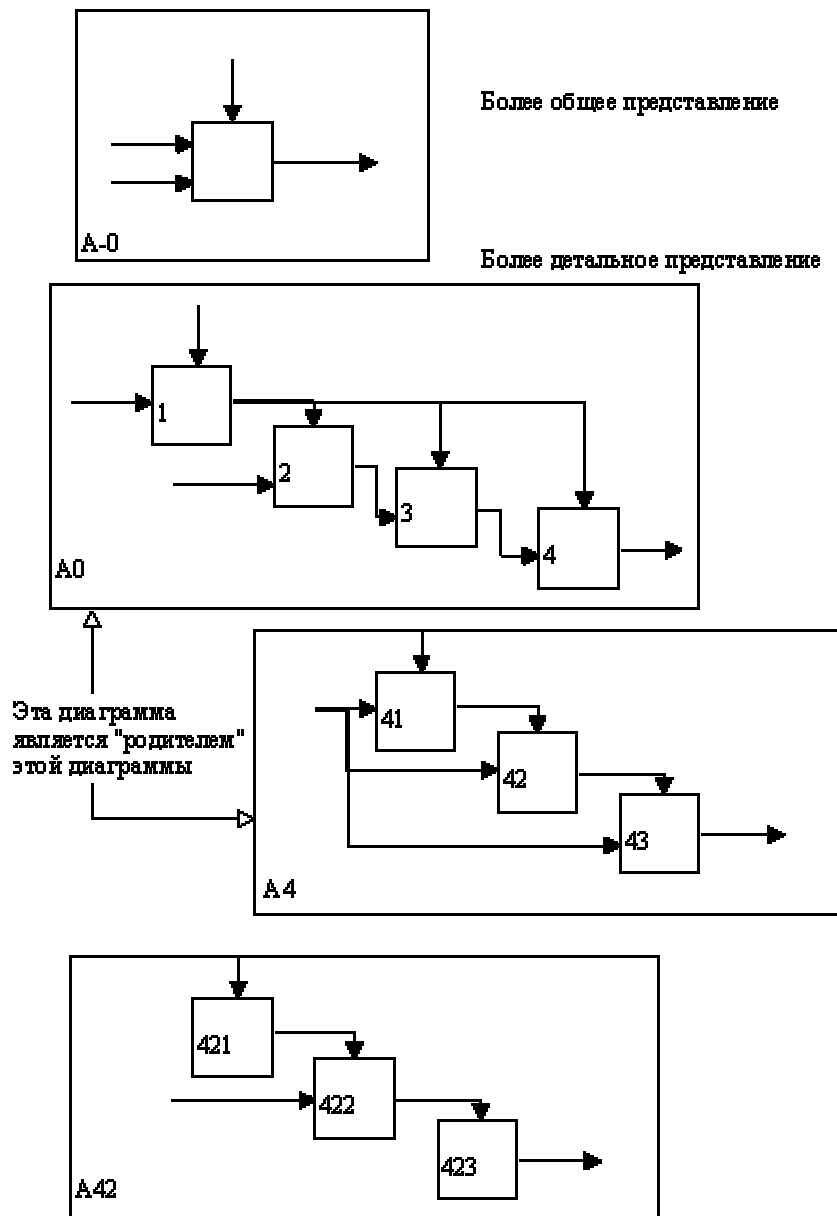 Более общее представление
А-0
Более детальное представление
1
2
3
4
А0
Эта диаграмма
является "родителем"
этой диаграммы
41
42
43
А4
421
422
423
А42